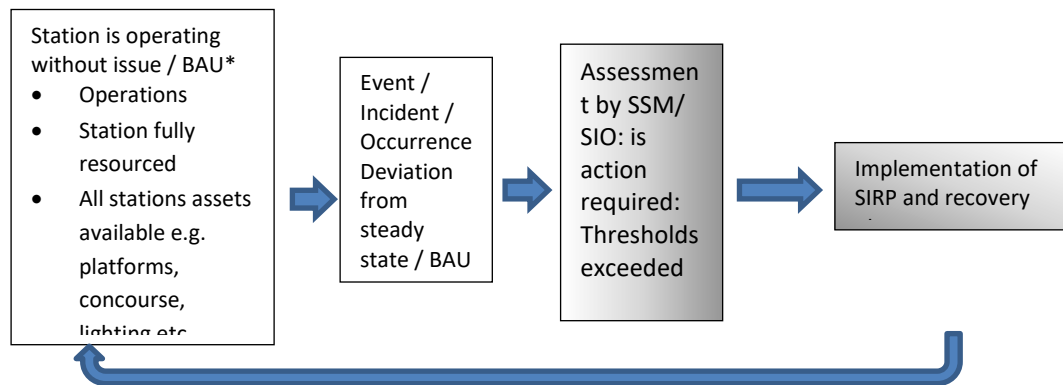 Station is operating
without issue / BAU*
• Operations
• Station fully
resourced
• All stations assets
available e.g.
platforms,
concourse,
lighting etc
Event /
Incident /
Occurrence
Deviation
from
steady
state / BAU
Assessmen
t by SSM/
SIO: is
action
required:
Thresholds
exceeded
Implementation of
SIRP and recovery